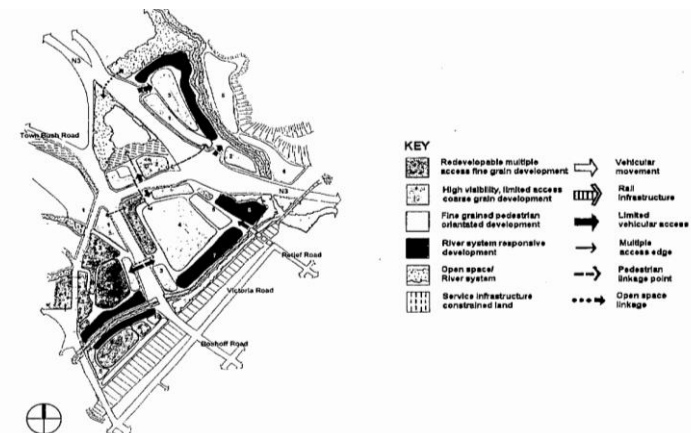 N3
Town Bush Road
N3
Retief Road
Victoria Road
Boshoff Road
KEY
Redevelopable multiple
access fine grain development
High visibility, limited access
coarse grain development
Fine grained pedestrian
orientated development
River system responsive
development
Open space/
River system
Service infrastructure
constrained land
Vehicular
movement
Rail
infrastructure
Limited
vehicular access
Multiple
access edge
Pedestrian
linkage point
Open space
linkage